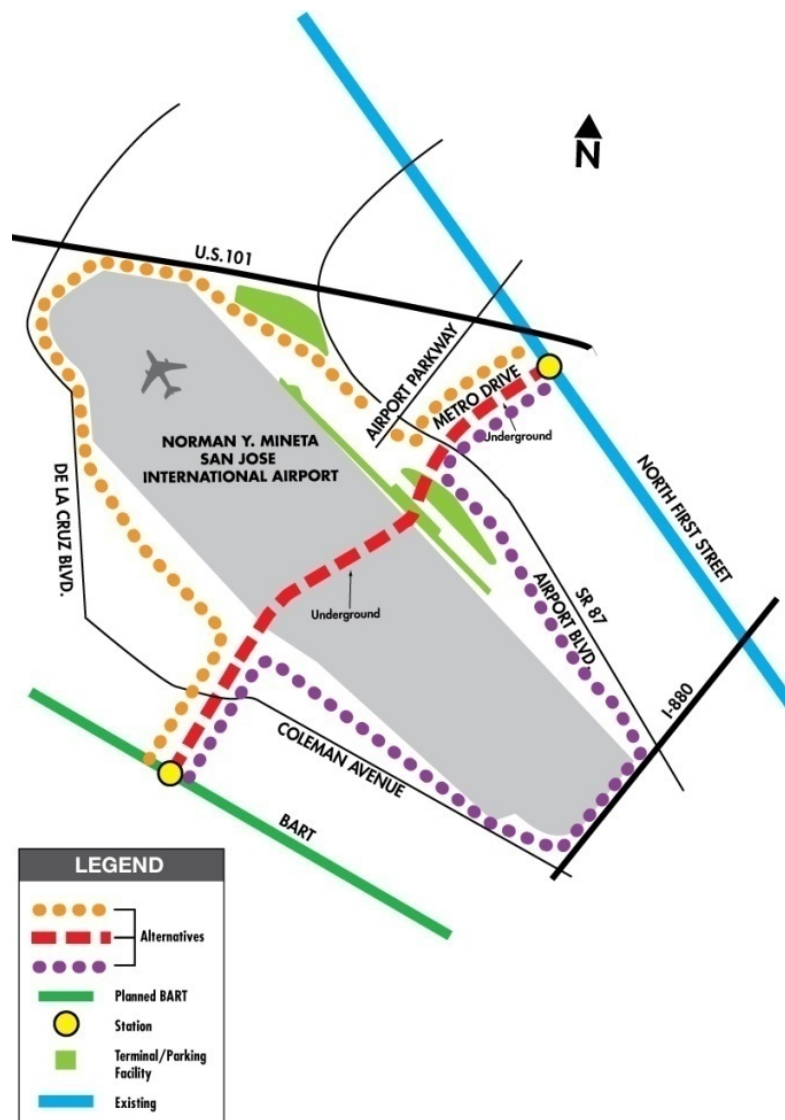 N
U.S.101
AIRPORT PARKWAY
METRO DRIVE
Underground
NORMAN Y. MINETA
SAN JOSE
INTERNATIONAL AIRPORT
DE LA CRUZ BLVD.
NORTH FIRST STREET
SR 87
AIRPORT BLVD.
Underground
I-880
COLEMAN AVENUE
BART
LEGEND
Alternatives
Planned BART
Station
Terminal/Parking
Facility
Existing